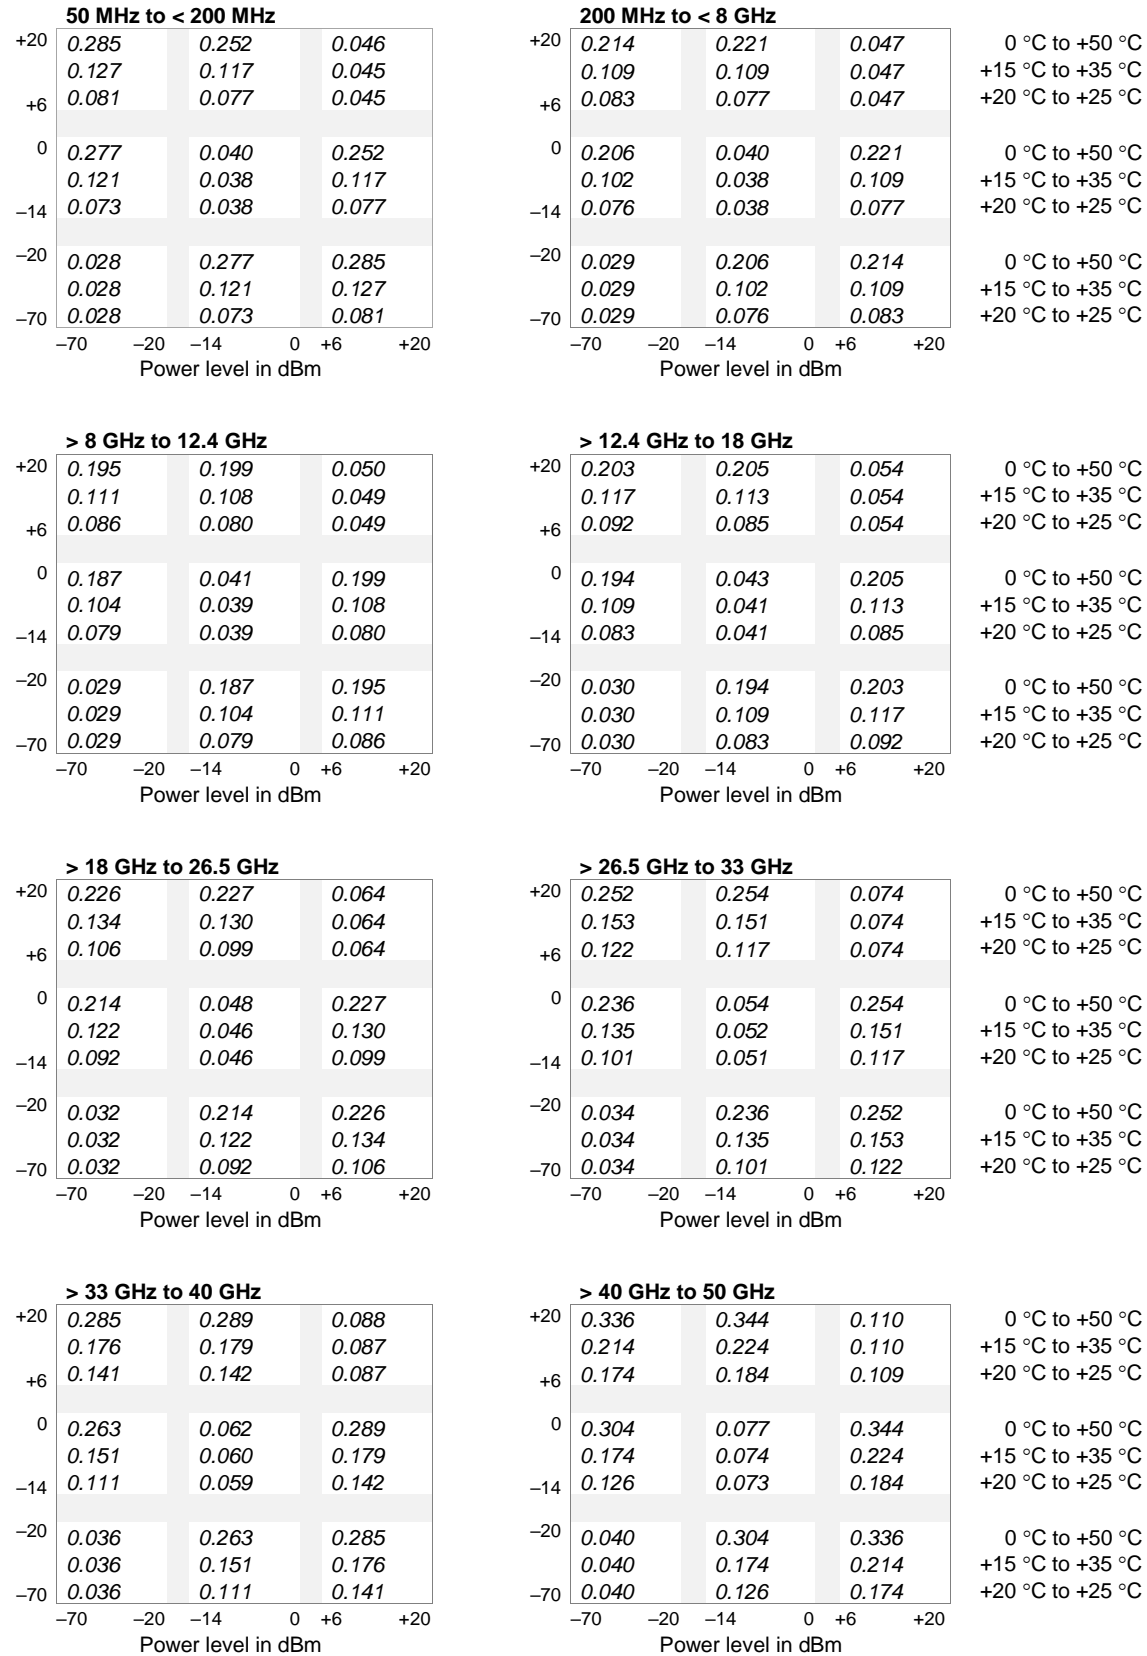 50 MHz to < 200 MHz 200 MHz to < 8 GHz
+20 0.285 0.252 0.046 +20 0.214 0.221 0.047 0 °C to +50 °C
0.127 0.117 0.045 0.109 0.109 0.047 +15 °C to +35 °C
+6 0.081 0.077 0.045 +6 0.083 0.077 0.047 +20 °C to +25 °C
0 0.277 0.040 0.252 0 0.206 0.040 0.221 0 °C to +50 °C
0.121 0.038 0.117 0.102 0.038 0.109 +15 °C to +35 °C
–14 0.073 0.038 0.077 –14 0.076 0.038 0.077 +20 °C to +25 °C
–20 0.028 0.277 0.285 –20 0.029 0.206 0.214 0 °C to +50 °C
0.028 0.121 0.127 0.029 0.102 0.109 +15 °C to +35 °C
–70 0.028 0.073 0.081 –70 0.029 0.076 0.083 +20 °C to +25 °C
–70 –20 –14 0 +6 +20 –70 –20 –14 0 +6 +20
Power level in dBm Power level in dBm
> 8 GHz to 12.4 GHz > 12.4 GHz to 18 GHz
+20 0.195 0.199 0.050 +20 0.203 0.205 0.054 0 °C to +50 °C
0.111 0.108 0.049 0.117 0.113 0.054 +15 °C to +35 °C
+6 0.086 0.080 0.049 +6 0.092 0.085 0.054 +20 °C to +25 °C
0 0.187 0.041 0.199 0 0.194 0.043 0.205 0 °C to +50 °C
0.104 0.039 0.108 0.109 0.041 0.113 +15 °C to +35 °C
–14 0.079 0.039 0.080 –14 0.083 0.041 0.085 +20 °C to +25 °C
–20 0.029 0.187 0.195 –20 0.030 0.194 0.203 0 °C to +50 °C
0.029 0.104 0.111 0.030 0.109 0.117 +15 °C to +35 °C
–70 0.029 0.079 0.086 –70 0.030 0.083 0.092 +20 °C to +25 °C
–70 –20 –14 0 +6 +20 –70 –20 –14 0 +6 +20
Power level in dBm Power level in dBm
> 18 GHz to 26.5 GHz > 26.5 GHz to 33 GHz
+20 0.226 0.227 0.064 +20 0.252 0.254 0.074 0 °C to +50 °C
0.134 0.130 0.064 0.153 0.151 0.074 +15 °C to +35 °C
+6 0.106 0.099 0.064 +6 0.122 0.117 0.074 +20 °C to +25 °C
0 0.214 0.048 0.227 0 0.236 0.054 0.254 0 °C to +50 °C
0.122 0.046 0.130 0.135 0.052 0.151 +15 °C to +35 °C
–14 0.092 0.046 0.099 –14 0.101 0.051 0.117 +20 °C to +25 °C
–20 0.032 0.214 0.226 –20 0.034 0.236 0.252 0 °C to +50 °C
0.032 0.122 0.134 0.034 0.135 0.153 +15 °C to +35 °C
–70 0.032 0.092 0.106 –70 0.034 0.101 0.122 +20 °C to +25 °C
–70 –20 –14 0 +6 +20 –70 –20 –14 0 +6 +20
Power level in dBm Power level in dBm
> 33 GHz to 40 GHz > 40 GHz to 50 GHz
+20 0.285 0.289 0.088 +20 0.336 0.344 0.110 0 °C to +50 °C
0.176 0.179 0.087 0.214 0.224 0.110 +15 °C to +35 °C
+6 0.141 0.142 0.087 +6 0.174 0.184 0.109 +20 °C to +25 °C
0 0.263 0.062 0.289 0 0.304 0.077 0.344 0 °C to +50 °C
0.151 0.060 0.179 0.174 0.074 0.224 +15 °C to +35 °C
–14 0.111 0.059 0.142 –14 0.126 0.073 0.184 +20 °C to +25 °C
–20 0.036 0.263 0.285 –20 0.040 0.304 0.336 0 °C to +50 °C
0.036 0.151 0.176 0.040 0.174 0.214 +15 °C to +35 °C
–70 0.036 0.111 0.141 –70 0.040 0.126 0.174 +20 °C to +25 °C
–70 –20 –14 0 +6 +20 –70 –20 –14 0 +6 +20
Power level in dBm Power level in dBm